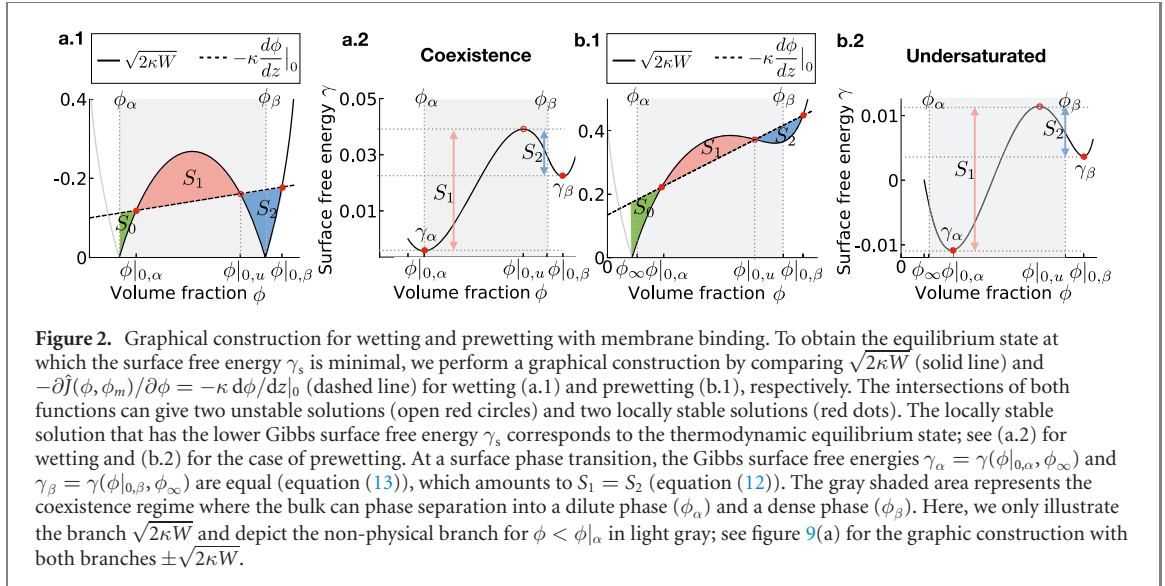 a.1
√2κW
−κ dϕ/dz|₀
a.2
Coexistence
b.1
√2κW
−κ dϕ/dz|₀
b.2
Undersaturated
0.4
-0.2
0
ϕα
ϕβ
S₀
S₁
S₂
ϕ|₀,α
ϕ|₀,u
ϕ|₀,β
Volume fraction ϕ
Surface free energy γ
0.05
0.03
0.01
ϕα
ϕβ
S₁
S₂
γα
γβ
ϕ|₀,α
ϕ|₀,u
ϕ|₀,β
Volume fraction ϕ
0.4
0.2
0
ϕα
ϕβ
S₀
S₁
S₂
0
ϕ∞
ϕ|₀,α
ϕ|₀,u
ϕ|₀,β
Volume fraction ϕ
Surface free energy γ
0.01
0
-0.01
ϕα
ϕβ
S₁
S₂
γα
γβ
0
ϕ∞
ϕ|₀,α
ϕ|₀,u
ϕ|₀,β
Volume fraction ϕ
Figure 2. Graphical construction for wetting and prewetting with membrane binding. To obtain the equilibrium state at
which the surface free energy γₛ is minimal, we perform a graphical construction by comparing √2κW (solid line) and
−∂Ĵ(ϕ, ϕₘ)/∂ϕ = −κ dϕ/dz|₀ (dashed line) for wetting (a.1) and prewetting (b.1), respectively. The intersections of both
functions can give two unstable solutions (open red circles) and two locally stable solutions (red dots). The locally stable
solution that has the lower Gibbs surface free energy γₛ corresponds to the thermodynamic equilibrium state; see (a.2) for
wetting and (b.2) for the case of prewetting. At a surface phase transition, the Gibbs surface free energies γα = γ(ϕ|₀,α, ϕ∞) and
γβ = γ(ϕ|₀,β, ϕ∞) are equal (equation (13)), which amounts to S₁ = S₂ (equation (12)). The gray shaded area represents the
coexistence regime where the bulk can phase separation into a dilute phase (ϕα) and a dense phase (ϕβ). Here, we only illustrate
the branch √2κW and depict the non-physical branch for ϕ < ϕ|α in light gray; see figure 9(a) for the graphic construction with
both branches ±√2κW.